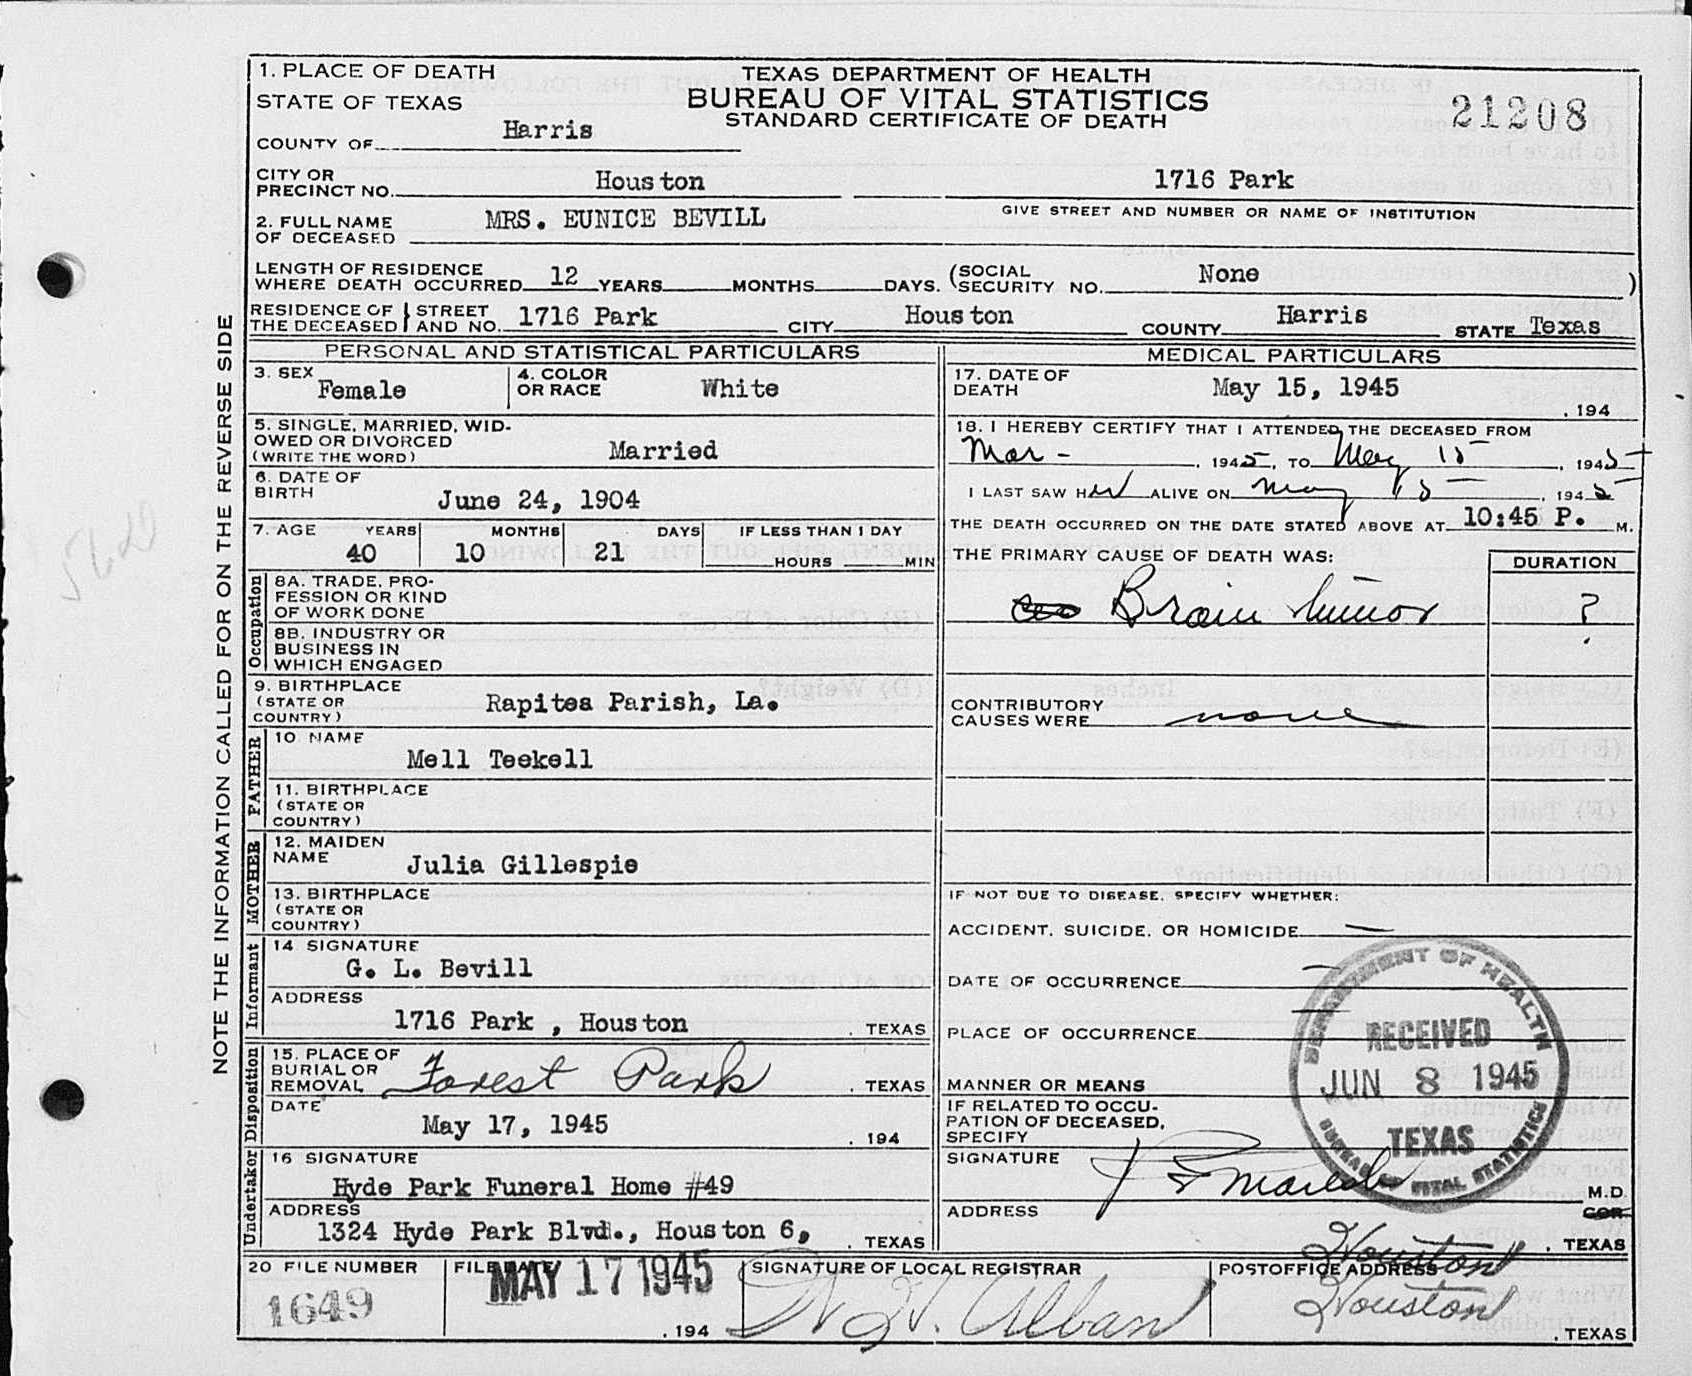 1. PLACE OF DEATH
STATE OF TEXAS
COUNTY OF Harris
TEXAS DEPARTMENT OF HEALTH
BUREAU OF VITAL STATISTICS
STANDARD CERTIFICATE OF DEATH
21208
CITY OR PRECINCT NO. Houston 1716 Park
GIVE STREET AND NUMBER OR NAME OF INSTITUTION
2. FULL NAME OF DECEASED MRS. EUNICE BEVILL
LENGTH OF RESIDENCE WHERE DEATH OCCURRED 12 YEARS MONTHS DAYS. (SOCIAL SECURITY NO. None )
RESIDENCE OF THE DECEASED STREET AND NO. 1716 Park CITY Houston COUNTY Harris STATE Texas
PERSONAL AND STATISTICAL PARTICULARS
3. SEX Female
4. COLOR OR RACE White
5. SINGLE, MARRIED, WIDOWED OR DIVORCED (WRITE THE WORD) Married
6. DATE OF BIRTH June 24, 1904
7. AGE YEARS MONTHS DAYS IF LESS THAN 1 DAY
40 10 21 HOURS MIN
Occupation
8A. TRADE, PROFESSION OR KIND OF WORK DONE
8B. INDUSTRY OR BUSINESS IN WHICH ENGAGED
9. BIRTHPLACE (STATE OR COUNTRY) Rapites Parish, La.
FATHER
10 NAME Mell Teekell
11. BIRTHPLACE (STATE OR COUNTRY)
MOTHER
12. MAIDEN NAME Julia Gillespie
13. BIRTHPLACE (STATE OR COUNTRY)
Informant
14 SIGNATURE G. L. Bevill
ADDRESS 1716 Park , Houston , TEXAS
Disposition
15. PLACE OF BURIAL OR REMOVAL Forest Park , TEXAS
DATE May 17, 1945 , 194
Undertaker
16 SIGNATURE Hyde Park Funeral Home #49
ADDRESS 1324 Hyde Park Blvd., Houston 6, , TEXAS
MEDICAL PARTICULARS
17. DATE OF DEATH May 15, 1945 , 194
18. I HEREBY CERTIFY THAT I ATTENDED THE DECEASED FROM
Mar - , 1945, TO May 15 , 1945
I LAST SAW HER ALIVE ON May 15 , 1945
THE DEATH OCCURRED ON THE DATE STATED ABOVE AT 10:45 P. M.
THE PRIMARY CAUSE OF DEATH WAS: DURATION
Brain tumor ?
CONTRIBUTORY CAUSES WERE none
IF NOT DUE TO DISEASE, SPECIFY WHETHER:
ACCIDENT, SUICIDE, OR HOMICIDE —
DATE OF OCCURRENCE —
PLACE OF OCCURRENCE
MANNER OR MEANS
IF RELATED TO OCCUPATION OF DECEASED, SPECIFY
SIGNATURE M.D.
COR.
ADDRESS Houston , TEXAS
DEPARTMENT OF HEALTH
RECEIVED
JUN 8 1945
TEXAS
BUREAU OF VITAL STATISTICS
20 FILE NUMBER 1649
MAY 17 1945 , 194
SIGNATURE OF LOCAL REGISTRAR W. H. Alban
POSTOFFICE ADDRESS Houston , TEXAS
NOTE THE INFORMATION CALLED FOR ON THE REVERSE SIDE